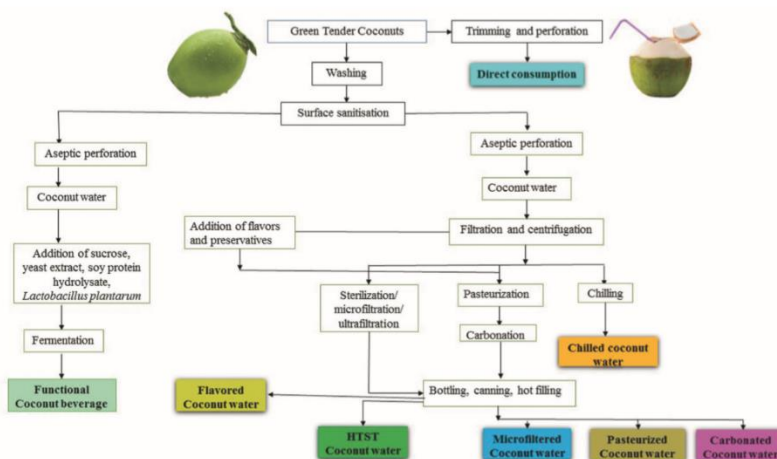 Green Tender Coconuts
Trimming and perforation
Washing
Direct consumption
Surface sanitisation
Aseptic perforation
Aseptic perforation
Coconut water
Coconut water
Addition of flavors
and preservatives
Filtration and centrifugation
Addition of sucrose,
yeast extract, soy protein
hydrolysate,
Lactobacillus plantarum
Sterilization/
microfiltration/
ultrafiltration
Pasteurization
Chilling
Fermentation
Carbonation
Chilled coconut
water
Functional
Coconut beverage
Flavored
Coconut water
Bottling, canning, hot filling
HTST
Coconut water
Microfiltered
Coconut water
Pasteurized
Coconut water
Carbonated
Coconut water